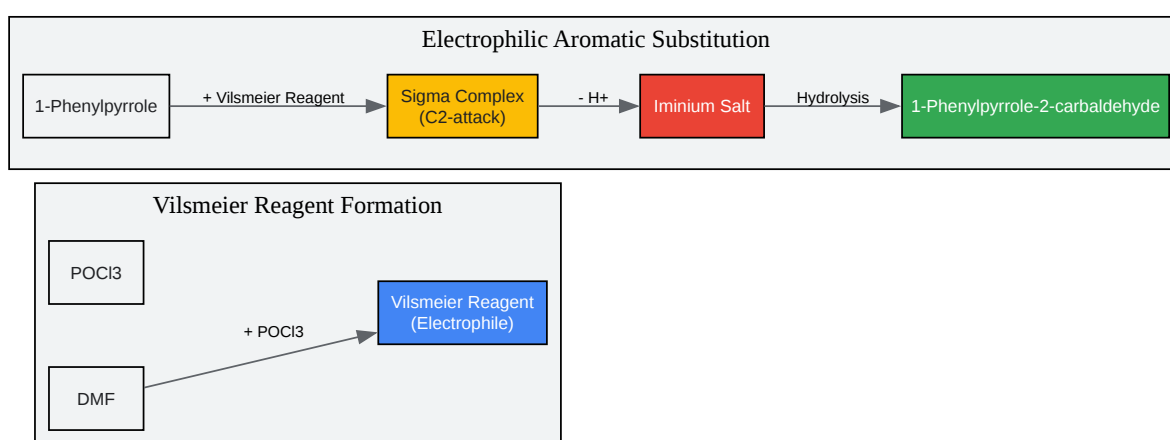 Electrophilic Aromatic Substitution
1-Phenylpyrrole
+ Vilsmeier Reagent
Sigma Complex
(C2-attack)
- H+
Iminium Salt
Hydrolysis
1-Phenylpyrrole-2-carbaldehyde
Vilsmeier Reagent Formation
POCl3
DMF
+ POCl3
Vilsmeier Reagent
(Electrophile)